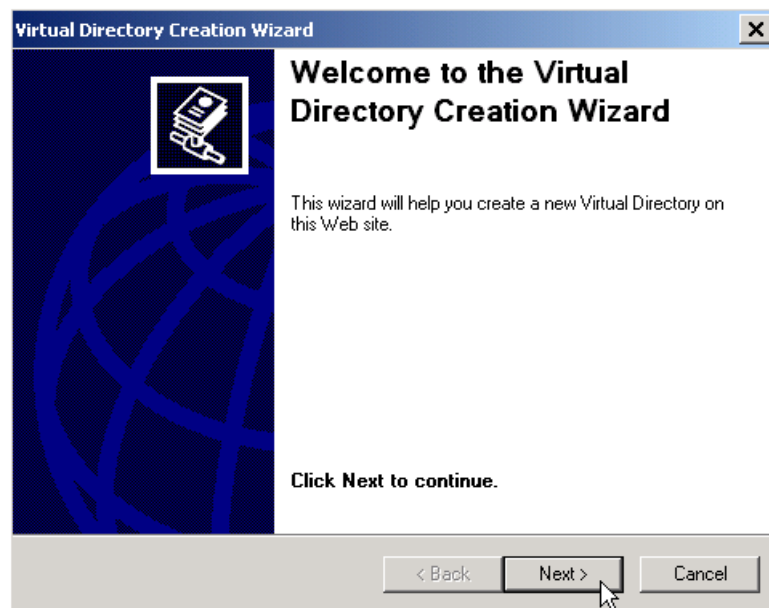 Virtual Directory Creation Wizard
Welcome to the Virtual
Directory Creation Wizard
This wizard will help you create a new Virtual Directory on
this Web site.
Click Next to continue.
< Back Next > Cancel